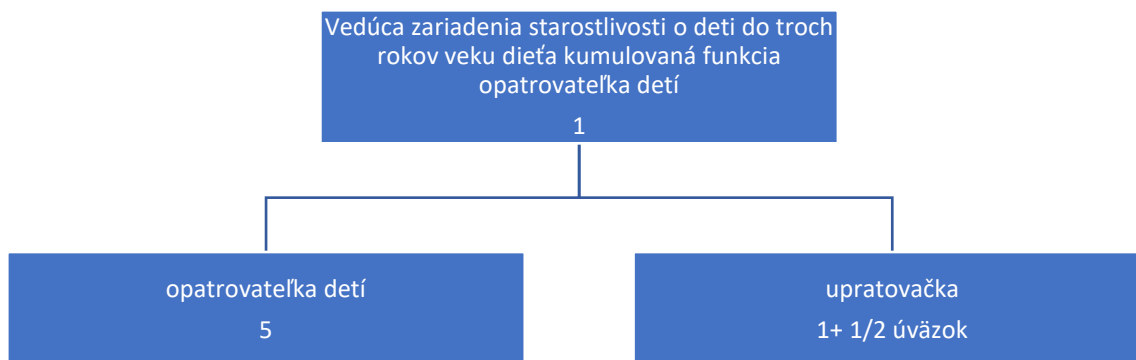 Vedúca zariadenia starostlivosti o deti do troch
rokov veku dieťa kumulovaná funkcia
opatrovateľka detí
1
opatrovateľka detí
5
upratovačka
1+ 1/2 úväzok